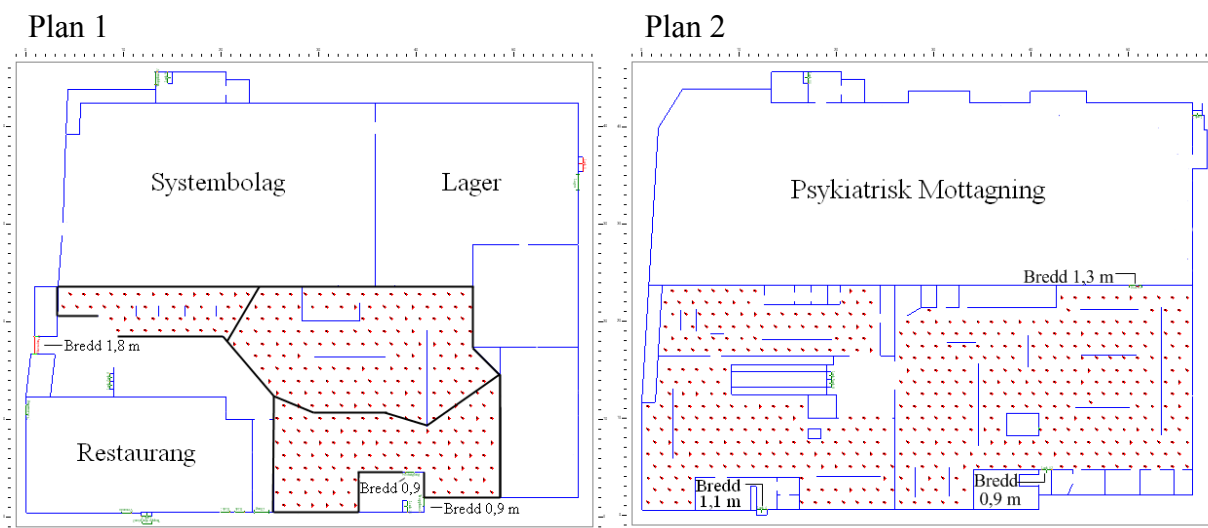 Plan 1
Plan 2
Systembolag
Lager
Psykiatrisk Mottagning
Bredd 1,3 m
Bredd 1,8 m
Restaurang
Bredd 0,9
Bredd 0,9 m
Bredd
1,1 m
Bredd
0,9 m